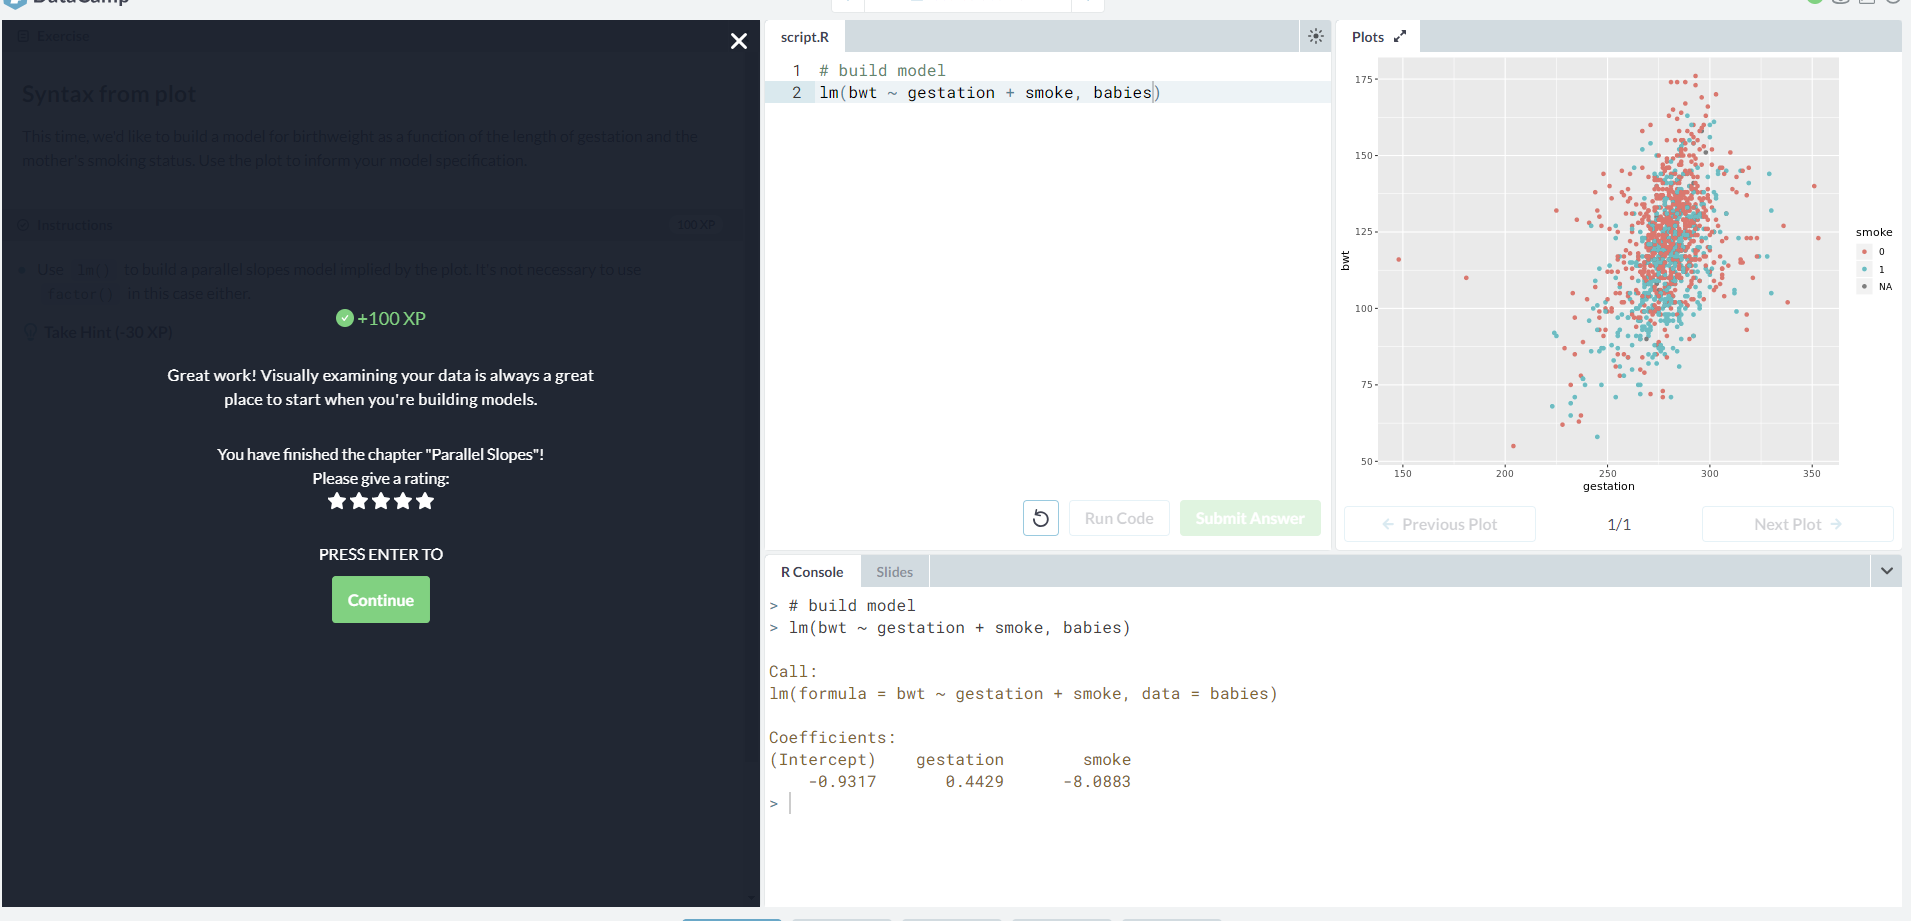 DataCamp
Exercise
Syntax from plot
This time, we'd like to build a model for birthweight as a function of the length of gestation and the
mother's smoking status. Use the plot to inform your model specification.
Instructions
100 XP
Use lm() to build a parallel slopes model implied by the plot. It's not necessary to use
factor() in this case either.
Take Hint (-30 XP)
+100 XP
Great work! Visually examining your data is always a great
place to start when you're building models.
You have finished the chapter "Parallel Slopes"!
Please give a rating:
PRESS ENTER TO
Continue
script.R
1 # build model
2 lm(bwt ~ gestation + smoke, babies)
Run Code
Submit Answer
Plots
175
150
125
100
75
50
bwt
150 200 250 300 350
gestation
smoke
0
1
NA
Previous Plot
1/1
Next Plot
R Console
Slides
> # build model
> lm(bwt ~ gestation + smoke, babies)
Call:
lm(formula = bwt ~ gestation + smoke, data = babies)
Coefficients:
(Intercept) gestation smoke
-0.9317 0.4429 -8.0883
>